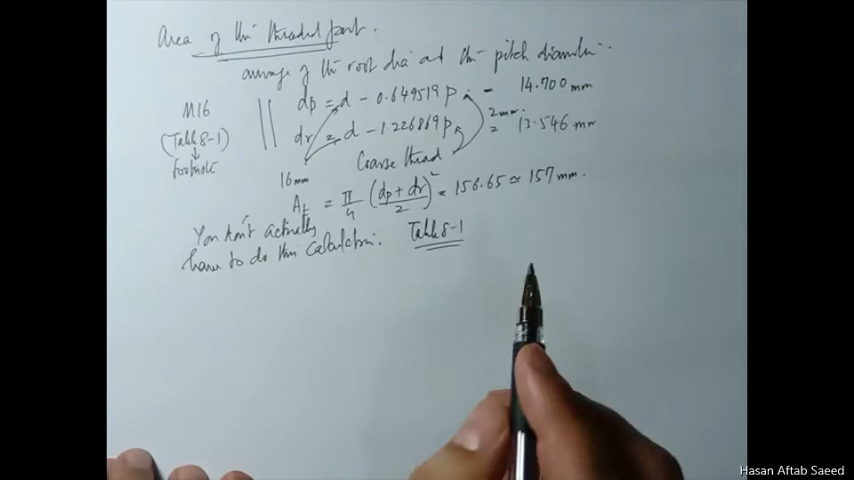 Area of the threaded part.
average of the root dia and the pitch diameter.
M16
(Table 8-1)
footnote
dp = d - 0.649519 p. = 14.700 mm
dr = d - 1.226869 p = 13.546 mm
2mm.
16mm
Coarse thread
At = π/4 (dp + dr / 2)² = 156.65 ≃ 157 mm.
You don't actually
have to do this calculation. Table 8-1
Hasan Aftab Saeed